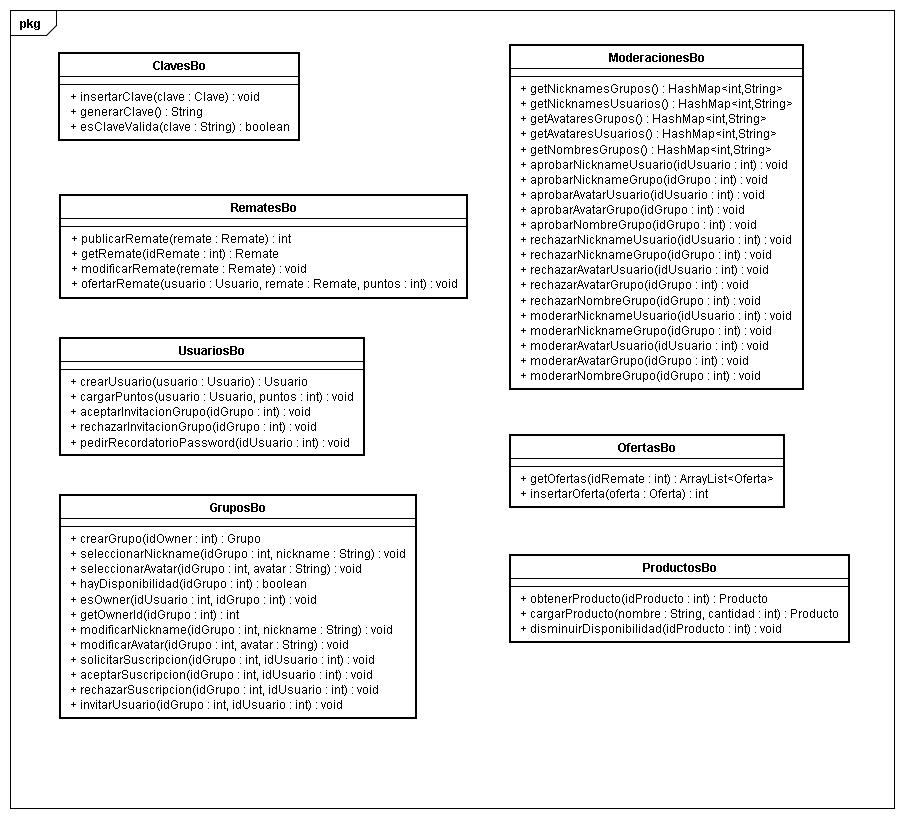 pkg
ClavesBo
+ insertarClave(clave : Clave) : void
+ generarClave() : String
+ esClaveValida(clave : String) : boolean
RematesBo
+ publicarRemate(remate : Remate) : int
+ getRemate(idRemate : int) : Remate
+ modificarRemate(remate : Remate) : void
+ ofertarRemate(usuario : Usuario, remate : Remate, puntos : int) : void
UsuariosBo
+ crearUsuario(usuario : Usuario) : Usuario
+ cargarPuntos(usuario : Usuario, puntos : int) : void
+ aceptarInvitacionGrupo(idGrupo : int) : void
+ rechazarInvitacionGrupo(idGrupo : int) : void
+ pedirRecordatorioPassword(idUsuario : int) : void
GruposBo
+ crearGrupo(idOwner : int) : Grupo
+ seleccionarNickname(idGrupo : int, nickname : String) : void
+ seleccionarAvatar(idGrupo : int, avatar : String) : void
+ hayDisponibilidad(idGrupo : int) : boolean
+ esOwner(idUsuario : int, idGrupo : int) : void
+ getOwnerId(idGrupo : int) : int
+ modificarNickname(idGrupo : int, nickname : String) : void
+ modificarAvatar(idGrupo : int, avatar : String) : void
+ solicitarSuscripcion(idGrupo : int, idUsuario : int) : void
+ aceptarSuscripcion(idGrupo : int, idUsuario : int) : void
+ rechazarSuscripcion(idGrupo : int, idUsuario : int) : void
+ invitarUsuario(idGrupo : int, idUsuario : int) : void
ModeracionesBo
+ getNicknamesGrupos() : HashMap<int,String>
+ getNicknamesUsuarios() : HashMap<int,String>
+ getAvataresGrupos() : HashMap<int,String>
+ getAvataresUsuarios() : HashMap<int,String>
+ getNombresGrupos() : HashMap<int,String>
+ aprobarNicknameUsuario(idUsuario : int) : void
+ aprobarNicknameGrupo(idGrupo : int) : void
+ aprobarAvatarUsuario(idUsuario : int) : void
+ aprobarAvatarGrupo(idGrupo : int) : void
+ aprobarNombreGrupo(idGrupo : int) : void
+ rechazarNicknameUsuario(idUsuario : int) : void
+ rechazarNicknameGrupo(idGrupo : int) : void
+ rechazarAvatarUsuario(idUsuario : int) : void
+ rechazarAvatarGrupo(idGrupo : int) : void
+ rechazarNombreGrupo(idGrupo : int) : void
+ moderarNicknameUsuario(idUsuario : int) : void
+ moderarNicknameGrupo(idGrupo : int) : void
+ moderarAvatarUsuario(idUsuario : int) : void
+ moderarAvatarGrupo(idGrupo : int) : void
+ moderarNombreGrupo(idGrupo : int) : void
OfertasBo
+ getOfertas(idRemate : int) : ArrayList<Oferta>
+ insertarOferta(oferta : Oferta) : int
ProductosBo
+ obtenerProducto(idProducto : int) : Producto
+ cargarProducto(nombre : String, cantidad : int) : Producto
+ disminuirDisponibilidad(idProducto : int) : void